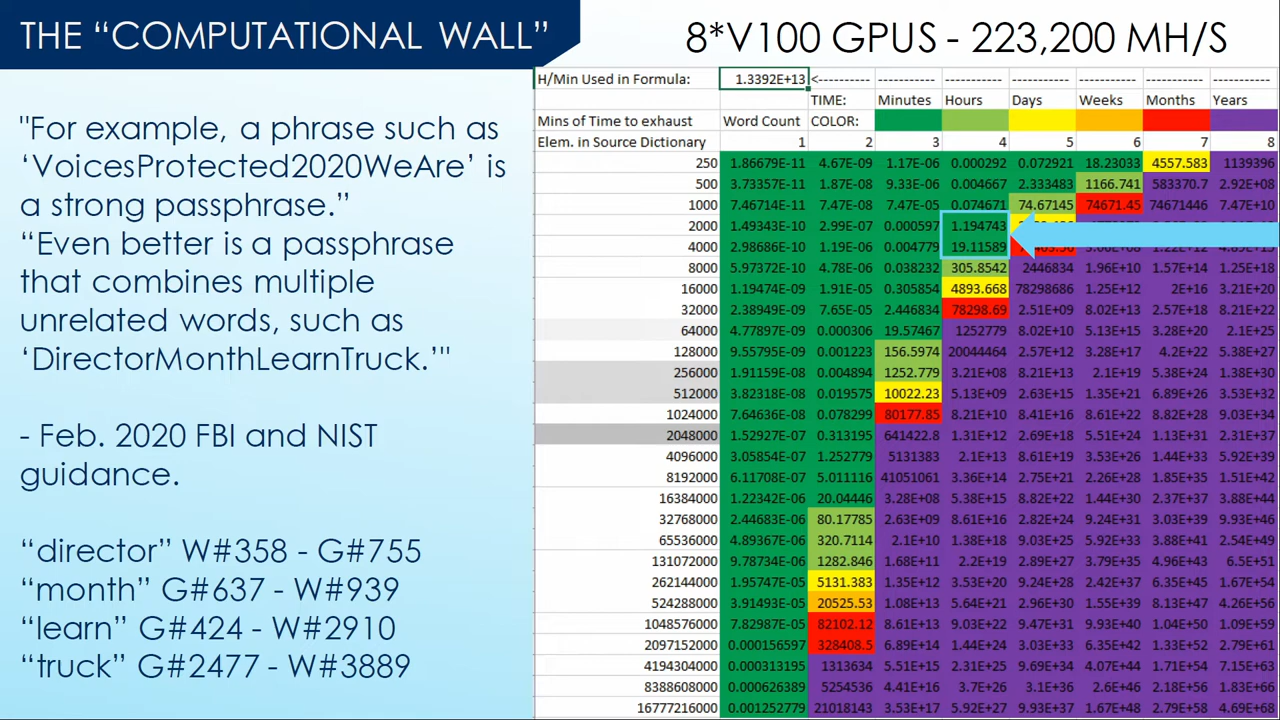 THE “COMPUTATIONAL WALL”
8*V100 GPUS - 223,200 MH/S
"For example, a phrase such as
‘VoicesProtected2020WeAre’ is
a strong passphrase.”
“Even better is a passphrase
that combines multiple
unrelated words, such as
‘DirectorMonthLearnTruck.’"
- Feb. 2020 FBI and NIST
guidance.
“director” W#358 - G#755
“month” G#637 - W#939
“learn” G#424 - W#2910
“truck” G#2477 - W#3889
H/Min Used in Formula: 1.3392E+13 <---------- ----------- ---------- ---------- ---------- ---------- ----------
TIME: Minutes Hours Days Weeks Months Years
Mins of Time to exhaust Word Count COLOR:
Elem. in Source Dictionary 1 2 3 4 5 6 7 8
250 1.86679E-11 4.67E-09 1.17E-06 0.000292 0.072921 18.23033 4557.583 1139396
500 3.73357E-11 1.87E-08 9.33E-06 0.004667 2.333483 1166.741 583370.7 2.92E+08
1000 7.46714E-11 7.47E-08 7.47E-05 0.074671 74.67145 74671.45 74671446 7.47E+10
2000 1.49343E-10 2.99E-07 0.000597 1.194743
4000 2.98686E-10 1.19E-06 0.004779 19.11589
8000 5.97372E-10 4.78E-06 0.038232 305.8542 2446834 1.96E+10 1.57E+14 1.25E+18
16000 1.19474E-09 1.91E-05 0.305854 4893.668 78298686 1.25E+12 2E+16 3.21E+20
32000 2.38949E-09 7.65E-05 2.446834 78298.69 2.51E+09 8.02E+13 2.57E+18 8.21E+22
64000 4.77897E-09 0.000306 19.57467 1252779 8.02E+10 5.13E+15 3.28E+20 2.1E+25
128000 9.55795E-09 0.001223 156.5974 20044464 2.57E+12 3.28E+17 4.2E+22 5.38E+27
256000 1.91159E-08 0.004894 1252.779 3.21E+08 8.21E+13 2.1E+19 5.38E+24 1.38E+30
512000 3.82318E-08 0.019575 10022.23 5.13E+09 2.63E+15 1.35E+21 6.89E+26 3.53E+32
1024000 7.64636E-08 0.078299 80177.85 8.21E+10 8.41E+16 8.61E+22 8.82E+28 9.03E+34
2048000 1.52927E-07 0.313195 641422.8 1.31E+12 2.69E+18 5.51E+24 1.13E+31 2.31E+37
4096000 3.05854E-07 1.252779 5131383 2.1E+13 8.61E+19 3.53E+26 1.44E+33 5.92E+39
8192000 6.11708E-07 5.011116 41051061 3.36E+14 2.75E+21 2.26E+28 1.85E+35 1.51E+42
16384000 1.22342E-06 20.04446 3.28E+08 5.38E+15 8.82E+22 1.44E+30 2.37E+37 3.88E+44
32768000 2.44683E-06 80.17785 2.63E+09 8.61E+16 2.82E+24 9.24E+31 3.03E+39 9.93E+46
65536000 4.89367E-06 320.7114 2.1E+10 1.38E+18 9.03E+25 5.92E+33 3.88E+41 2.54E+49
131072000 9.78734E-06 1282.846 1.68E+11 2.2E+19 2.89E+27 3.79E+35 4.96E+43 6.5E+51
262144000 1.95747E-05 5131.383 1.35E+12 3.53E+20 9.24E+28 2.42E+37 6.35E+45 1.67E+54
524288000 3.91493E-05 20525.53 1.08E+13 5.64E+21 2.96E+30 1.55E+39 8.13E+47 4.26E+56
1048576000 7.82987E-05 82102.12 8.61E+13 9.03E+22 9.47E+31 9.93E+40 1.04E+50 1.09E+59
2097152000 0.000156597 328408.5 6.89E+14 1.44E+24 3.03E+33 6.35E+42 1.33E+52 2.79E+61
4194304000 0.000313195 1313634 5.51E+15 2.31E+25 9.69E+34 4.07E+44 1.71E+54 7.15E+63
8388608000 0.000626389 5254536 4.41E+16 3.7E+26 3.1E+36 2.6E+46 2.18E+56 1.83E+66
16777216000 0.001252779 21018143 3.53E+17 5.92E+27 9.93E+37 1.67E+48 2.79E+58 4.69E+68